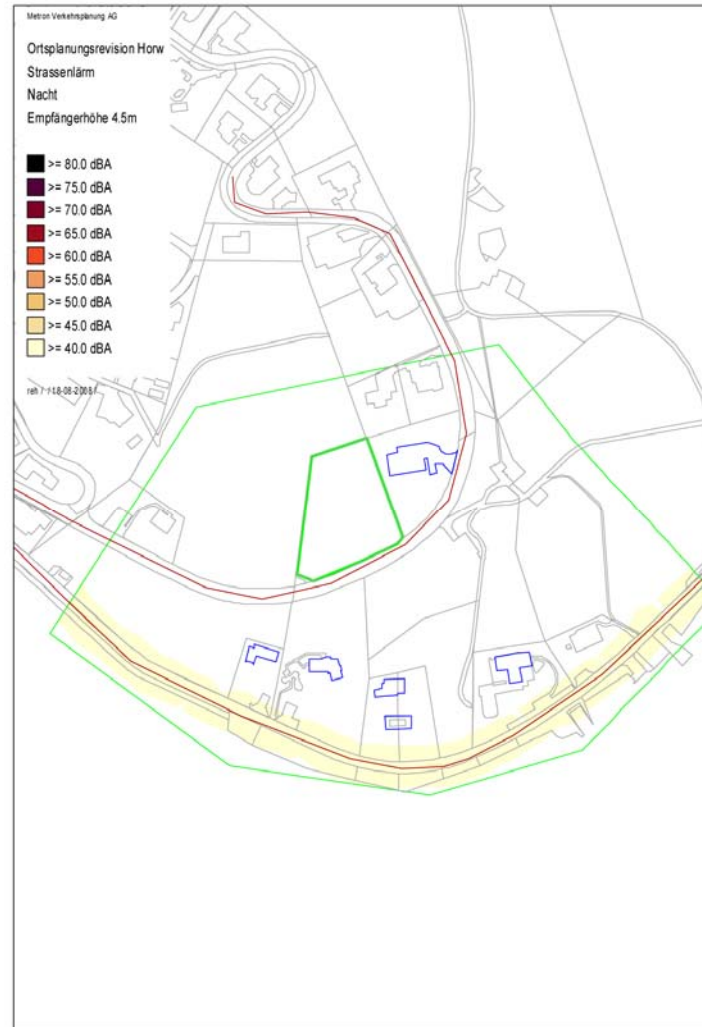 Metron Verkehrsplanung AG
Ortsplanungsrevision Horw
Strassenlärm
Nacht
Empfängerhöhe 4.5m
>= 80.0 dBA
>= 75.0 dBA
>= 70.0 dBA
>= 65.0 dBA
>= 60.0 dBA
>= 55.0 dBA
>= 50.0 dBA
>= 45.0 dBA
>= 40.0 dBA
reh /